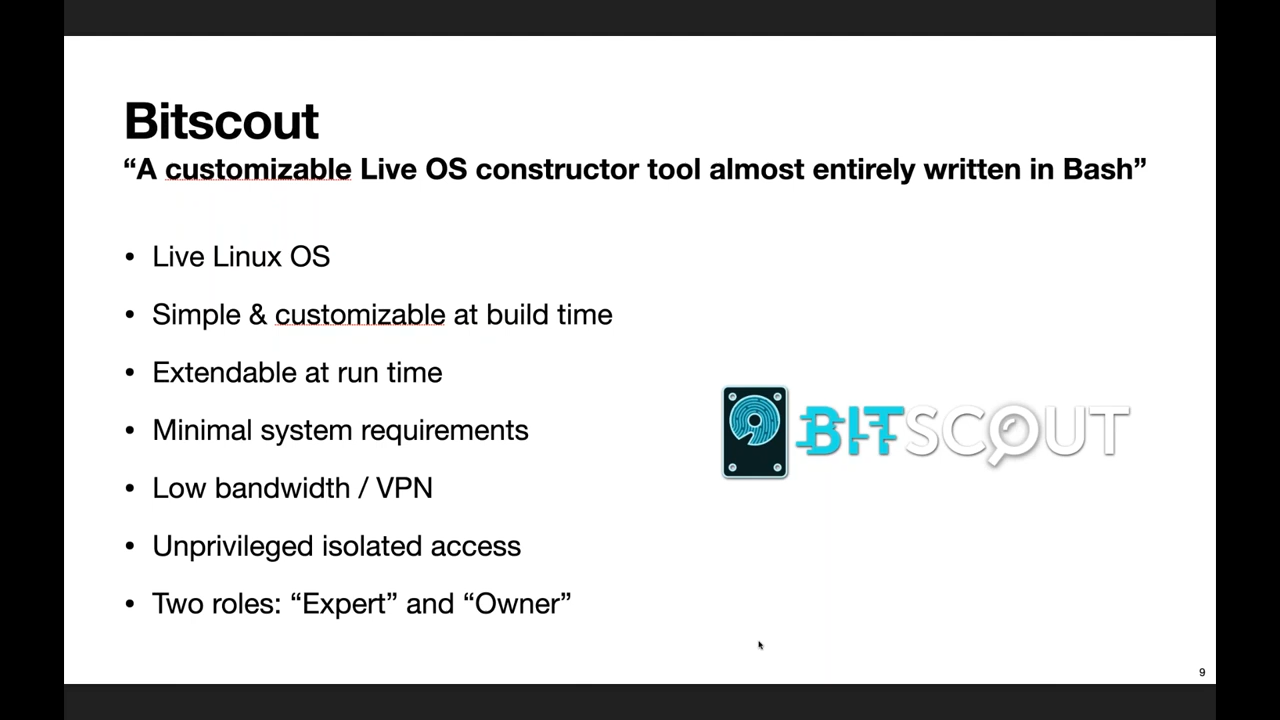 Bitscout
“A customizable Live OS constructor tool almost entirely written in Bash”
• Live Linux OS
• Simple & customizable at build time
• Extendable at run time
• Minimal system requirements
• Low bandwidth / VPN
• Unprivileged isolated access
• Two roles: “Expert” and “Owner”
BITSCOUT
9